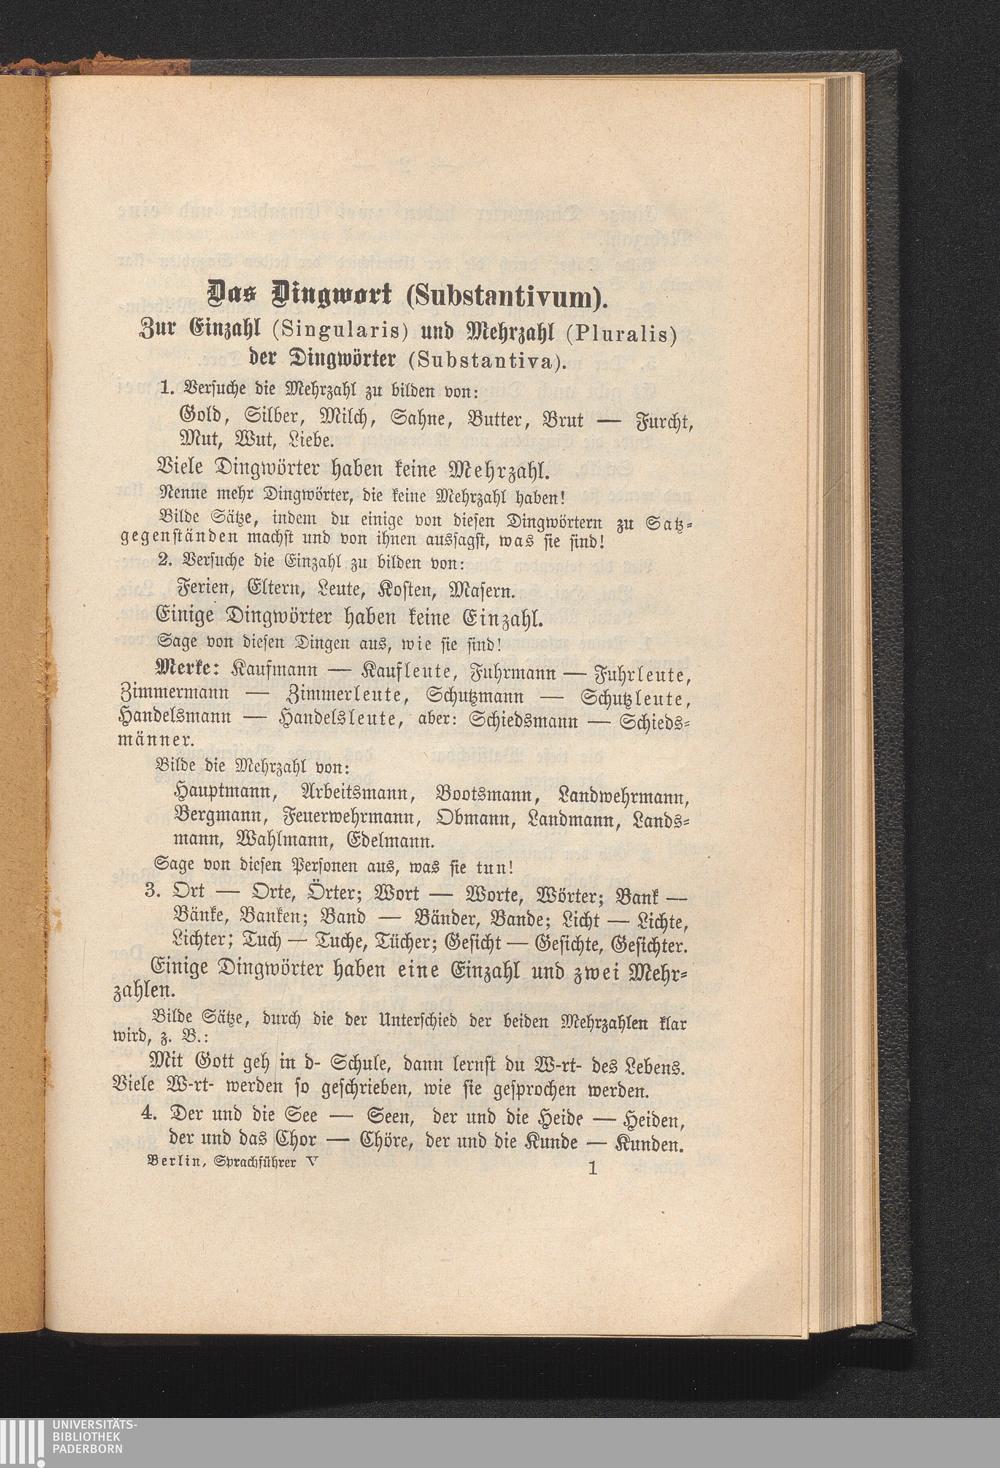 Das Dingwort (Substantivum).
Zur Einzahl (Singularis) und Mehrzahl (Pluralis)
der Dingwörter (Substantiva).
1. Versuche die Mehrzahl zu bilden von:
Gold, Silber, Milch, Sahne, Butter, Brut — Furcht,
Mut, Wut, Liebe.
Viele Dingwörter haben keine Mehrzahl.
Nenne mehr Dingwörter, die keine Mehrzahl haben!
Bilde Sätze, indem du einige von diesen Dingwörtern zu Satz-
gegenständen machst und von ihnen aussagst, was sie sind!
2. Versuche die Einzahl zu bilden von:
Ferien, Eltern, Leute, Kosten, Masern.
Einige Dingwörter haben keine Einzahl.
Sage von diesen Dingen aus, wie sie sind!
Merke: Kaufmann — Kaufleute, Fuhrmann — Fuhrleute,
Zimmermann — Zimmerleute, Schutzmann — Schutzleute,
Handelsmann — Handelsleute, aber: Schiedsmann — Schieds-
männer.
Bilde die Mehrzahl von:
Hauptmann, Arbeitsmann, Bootsmann, Landwehrmann,
Bergmann, Feuerwehrmann, Obmann, Landmann, Lands-
mann, Wahlmann, Edelmann.
Sage von diesen Personen aus, was sie tun!
3. Ort — Orte, Örter; Wort — Worte, Wörter; Bank —
Bänke, Banken; Band — Bänder, Bande; Licht — Lichte,
Lichter; Tuch — Tuche, Tücher; Gesicht — Gesichte, Gesichter.
Einige Dingwörter haben eine Einzahl und zwei Mehr-
zahlen.
Bilde Sätze, durch die der Unterschied der beiden Mehrzahlen klar
wird, z. B.:
Mit Gott geh in d- Schule, dann lernst du W-rt- des Lebens.
Viele W-rt- werden so geschrieben, wie sie gesprochen werden.
4. Der und die See — Seen, der und die Heide — Heiden,
der und das Chor — Chöre, der und die Kunde — Kunden.
Berlin, Sprachführer V
1
UNIVERSITÄTS-
BIBLIOTHEK
PADERBORN